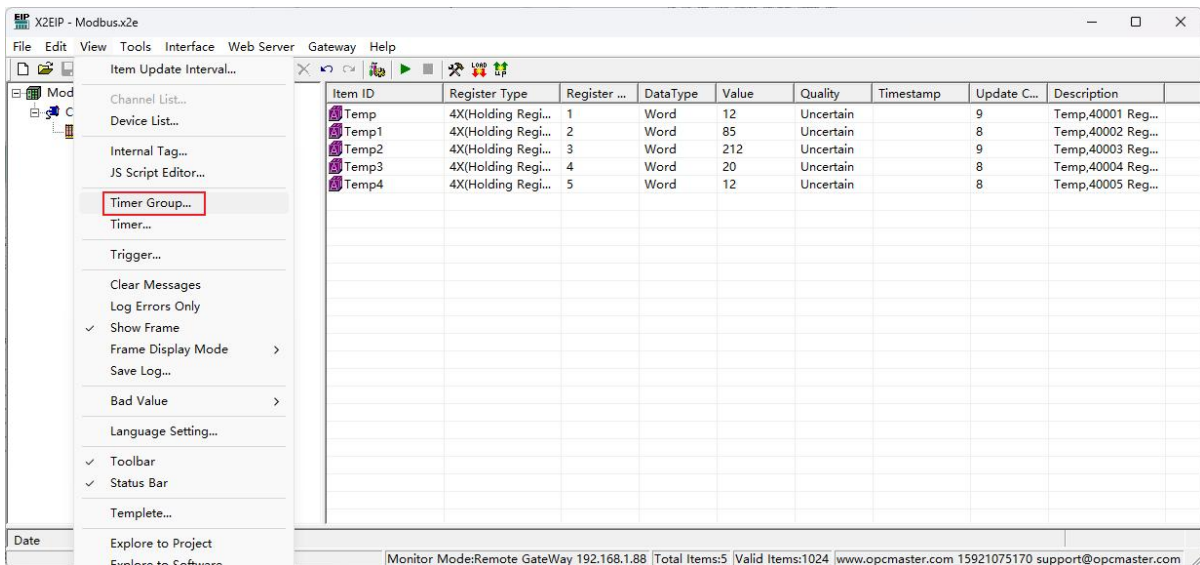 EIP X2EIP - Modbus.x2e
File Edit View Tools Interface Web Server Gateway Help
LOAD UP
Item Update Interval...
Channel List...
Device List...
Internal Tag...
JS Script Editor...
Timer Group...
Timer...
Trigger...
Clear Messages
Log Errors Only
Show Frame
Frame Display Mode
Save Log...
Bad Value
Language Setting...
Toolbar
Status Bar
Templete...
Explore to Project
Explore to Software
Mod
C
Item ID Register Type Register ... DataType Value Quality Timestamp Update C... Description
Temp 4X(Holding Regi... 1 Word 12 Uncertain 9 Temp,40001 Reg...
Temp1 4X(Holding Regi... 2 Word 85 Uncertain 8 Temp,40002 Reg...
Temp2 4X(Holding Regi... 3 Word 212 Uncertain 9 Temp,40003 Reg...
Temp3 4X(Holding Regi... 4 Word 20 Uncertain 8 Temp,40004 Reg...
Temp4 4X(Holding Regi... 5 Word 12 Uncertain 8 Temp,40005 Reg...
Date
Monitor Mode:Remote GateWay 192.168.1.88 Total Items:5 Valid Items:1024 www.opcmaster.com 15921075170 support@opcmaster.com